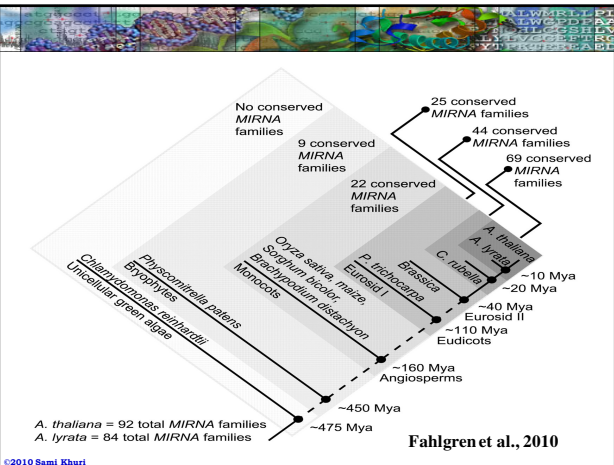 ALWMRLLPL
ALWGPDPAA
HLCGSHLV
LYLVCGERGFFYTPK
No conserved
MIRNA
families
9 conserved
MIRNA
families
22 conserved
MIRNA
families
25 conserved
MIRNA families
44 conserved
MIRNA families
69 conserved
MIRNA
families
Unicellular green algae
Chlamydomonas reinhardtii
Bryophytes
Physcomitrella patens
Monocots
Oryza sativa, maize,
Sorghum bicolor,
Brachypodium distachyon
Eurosid I
P. trichocarpa
Brassica
C. rubella
A. lyrata
A. thaliana
~10 Mya
~20 Mya
~40 Mya
Eurosid II
~110 Mya
Eudicots
~160 Mya
Angiosperms
~450 Mya
~475 Mya
A. thaliana = 92 total MIRNA families
A. lyrata = 84 total MIRNA families
Fahlgren et al., 2010
©2010 Sami Khuri